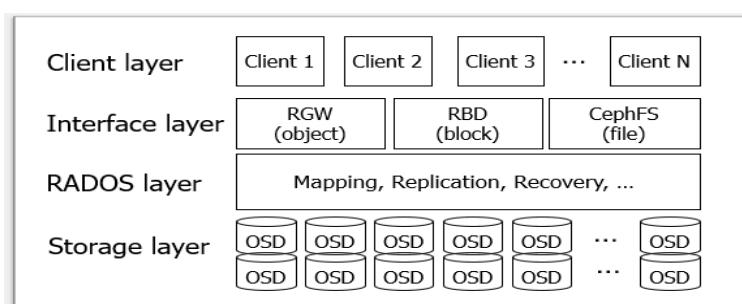 Client layer Client 1 Client 2 Client 3 ... Client N
Interface layer RGW (object) RBD (block) CephFS (file)
RADOS layer Mapping, Replication, Recovery, ...
Storage layer OSD OSD OSD OSD OSD ... OSD
OSD OSD OSD OSD OSD ... OSD